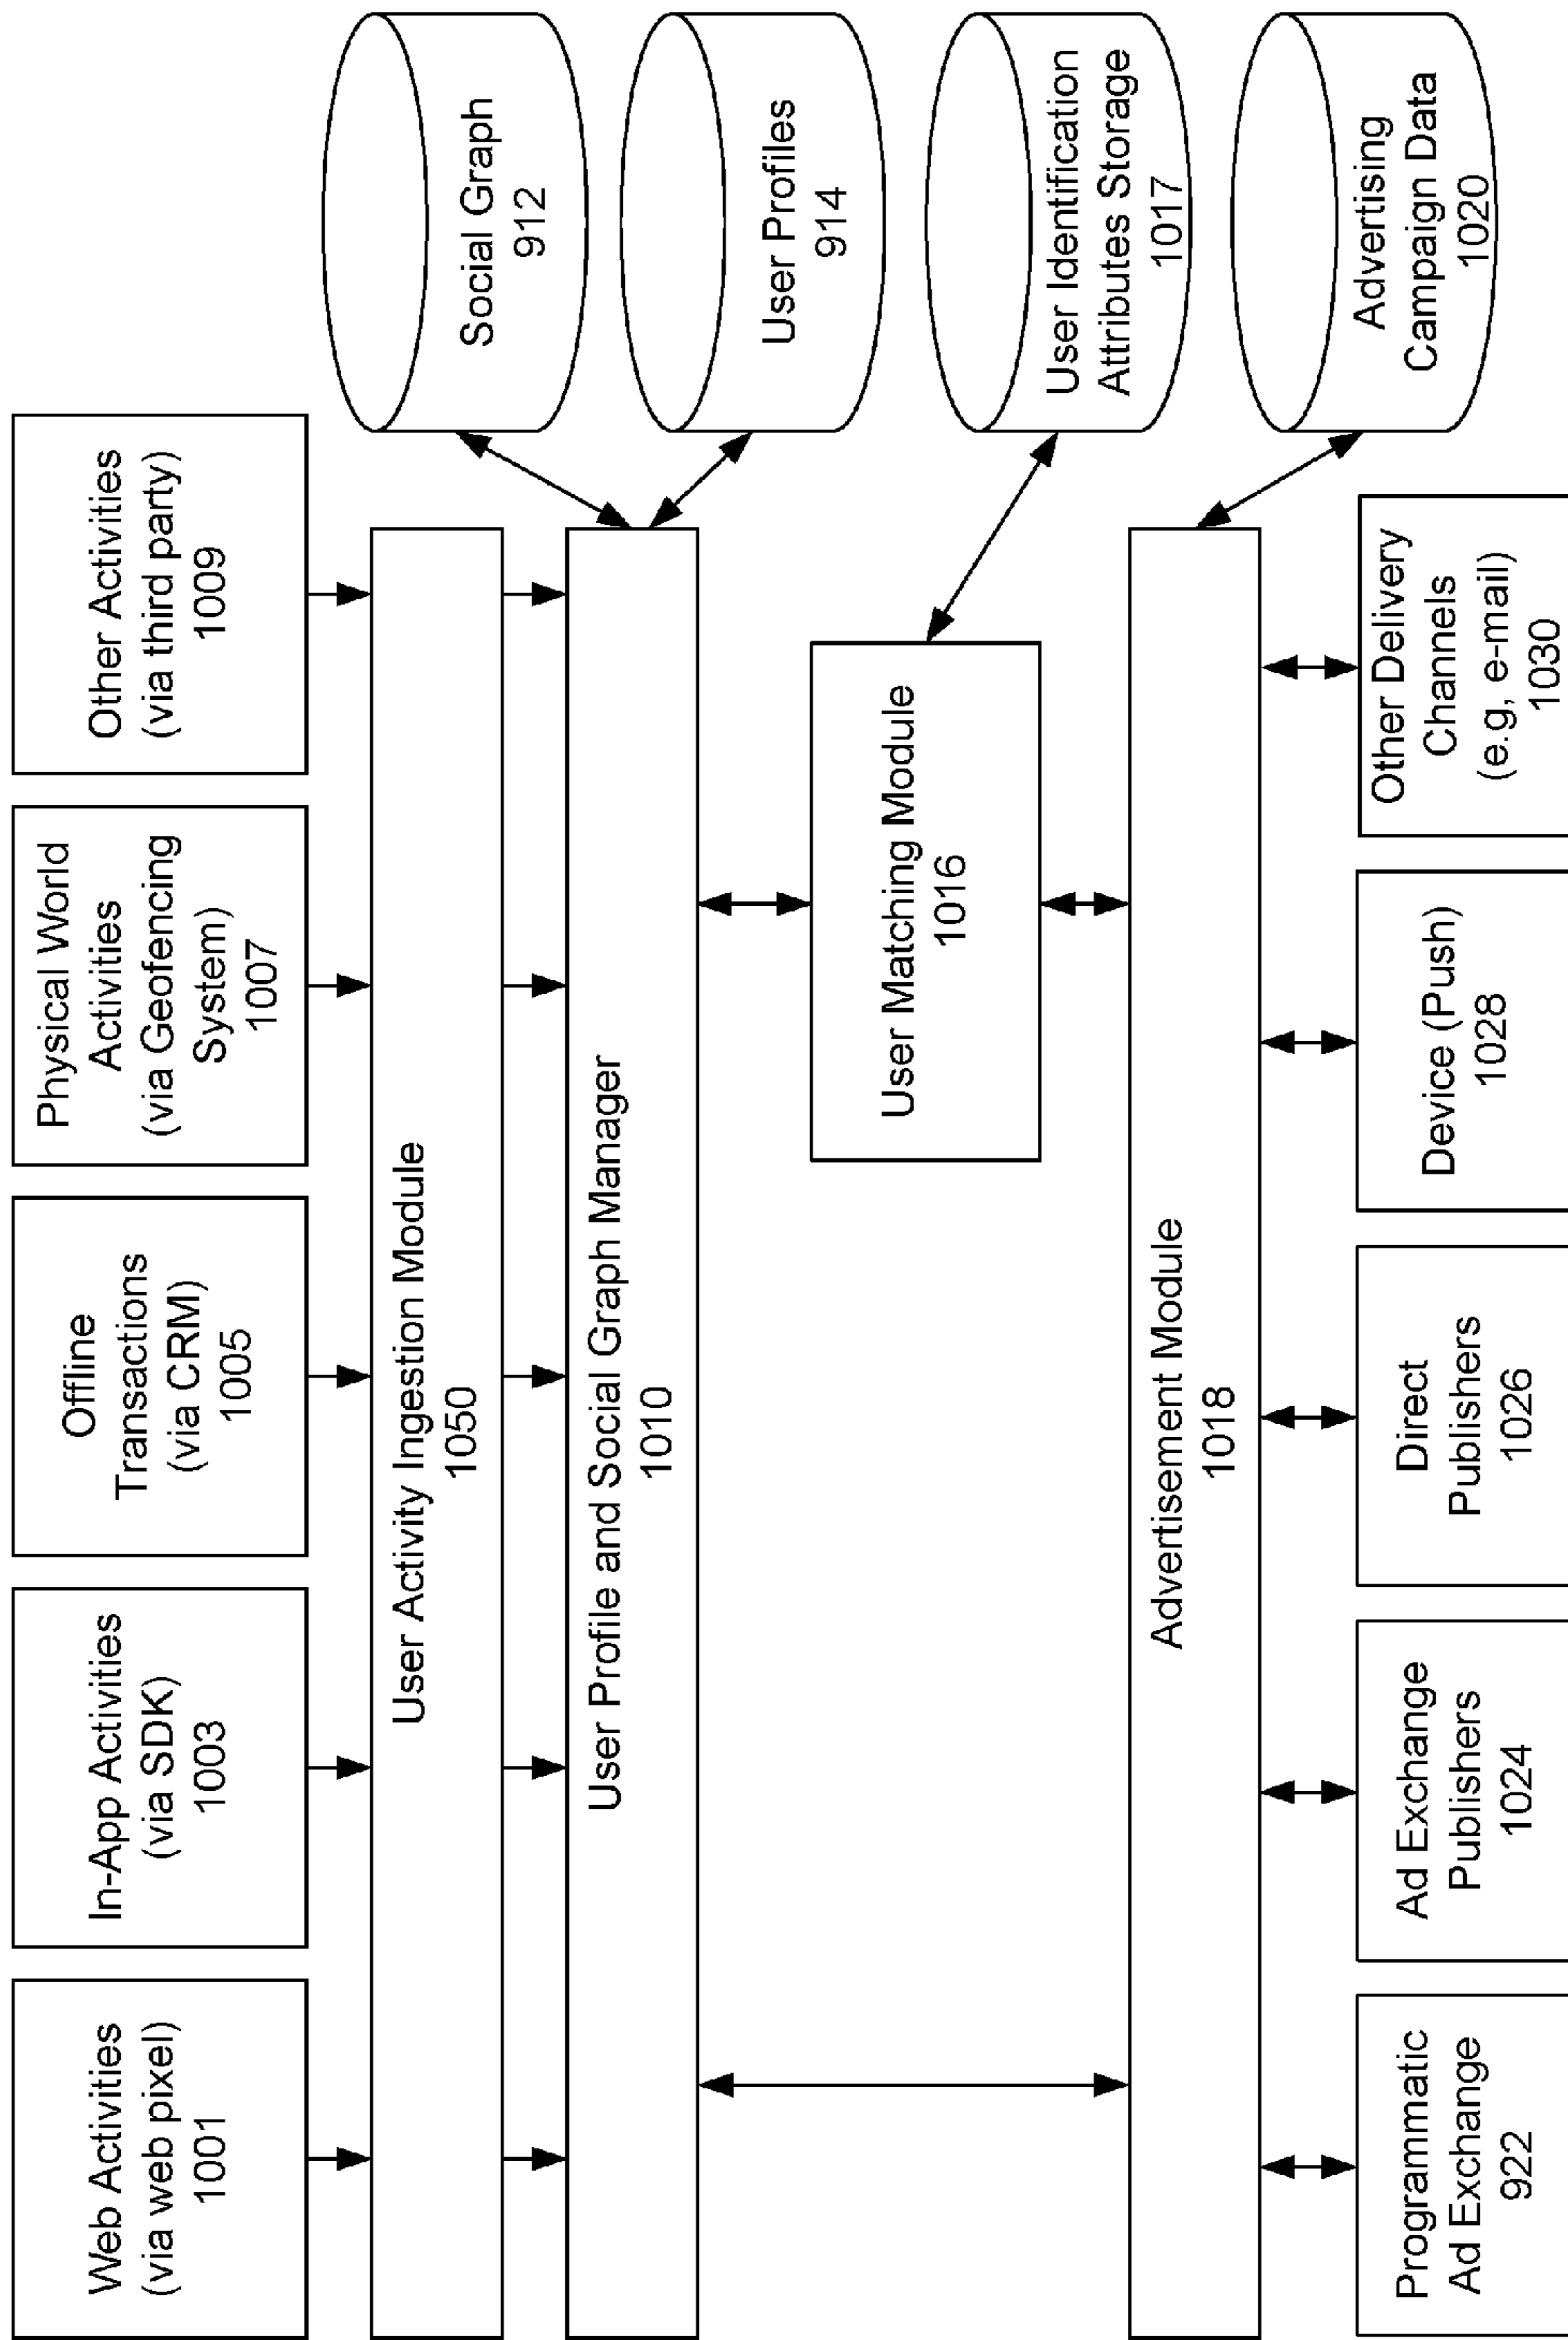 Web Activities
(via web pixel)
1001
In-App Activities
(via SDK)
1003
Offline
Transactions
(via CRM)
1005
Physical World
Activities
(via Geofencing
System)
1007
Other Activities
(via third party)
1009
User Activity Ingestion Module
1050
User Profile and Social Graph Manager
1010
Social Graph
912
User Profiles
914
User Matching Module
1016
User Identification
Attributes Storage
1017
Advertisement Module
1018
Advertising
Campaign Data
1020
Programmatic
Ad Exchange
922
Ad Exchange
Publishers
1024
Direct
Publishers
1026
Device (Push)
1028
Other Delivery
Channels
(e.g, e-mail)
1030